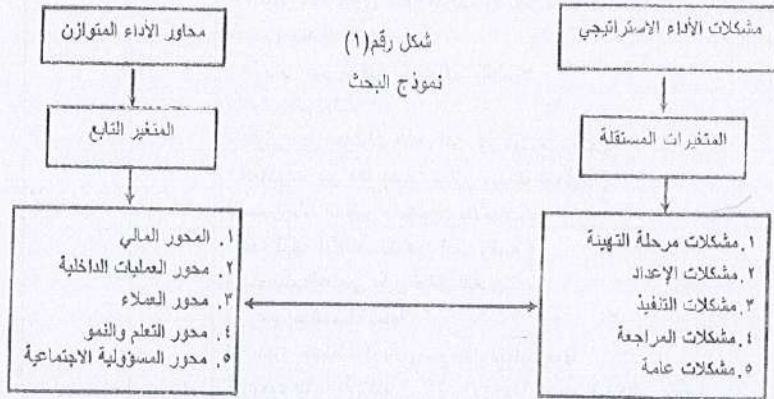 مشكلات الأداء الاستراتيجي
شكل رقم(١)
نموذج البحث
محاور الأداء المتوازن
المتغيرات المستقلة
المتغير التابع
١.مشكلات مرحلة التهيئة
٢.مشكلات الإعداد
٣.مشكلات التنفيذ
٤.مشكلات المراجعة
٥.مشكلات عامة
١. المحور المالي
٢. محور العمليات الداخلية
٣. محور العملاء
٤. محور التعلم والنمو
٥. محور المسؤولية الاجتماعية